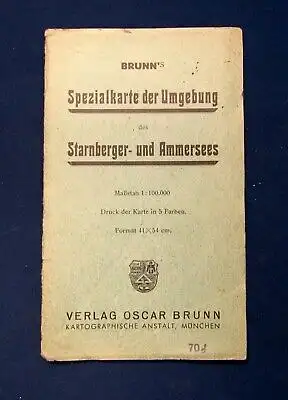 BRUNN'S
Spezialkarte der Umgebung
des
Starnberger- und Ammersees
Maßstab 1:100.000
Druck der Karte in 5 Farben.
Format 41×54 cm.
VERLAG OSCAR BRUNN
KARTOGRAPHISCHE ANSTALT, MÜNCHEN
70 ₰